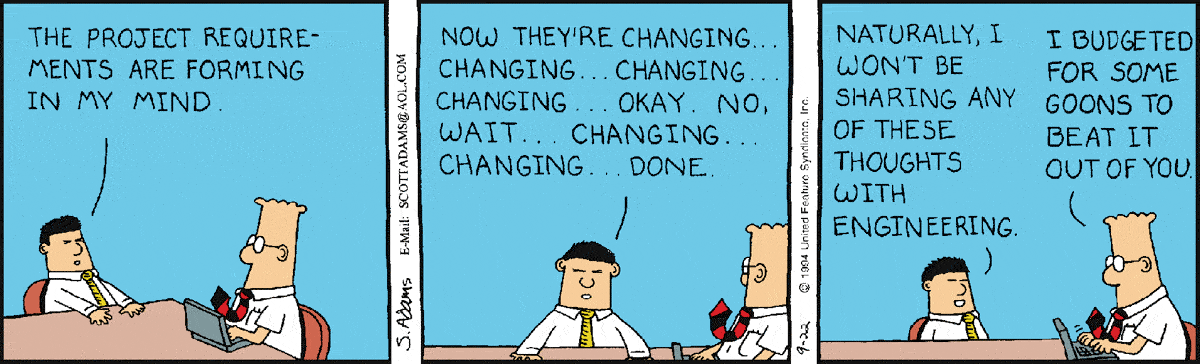 THE PROJECT REQUIRE-
MENTS ARE FORMING
IN MY MIND.
S. Adams
E-Mail: SCOTTADAMS@AOL.COM
NOW THEY'RE CHANGING...
CHANGING... CHANGING...
CHANGING... OKAY. NO,
WAIT... CHANGING...
CHANGING... DONE.
9-22
© 1994 United Feature Syndicate, Inc.
NATURALLY, I
WON'T BE
SHARING ANY
OF THESE
THOUGHTS
WITH
ENGINEERING.
I BUDGETED
FOR SOME
GOONS TO
BEAT IT
OUT OF YOU.